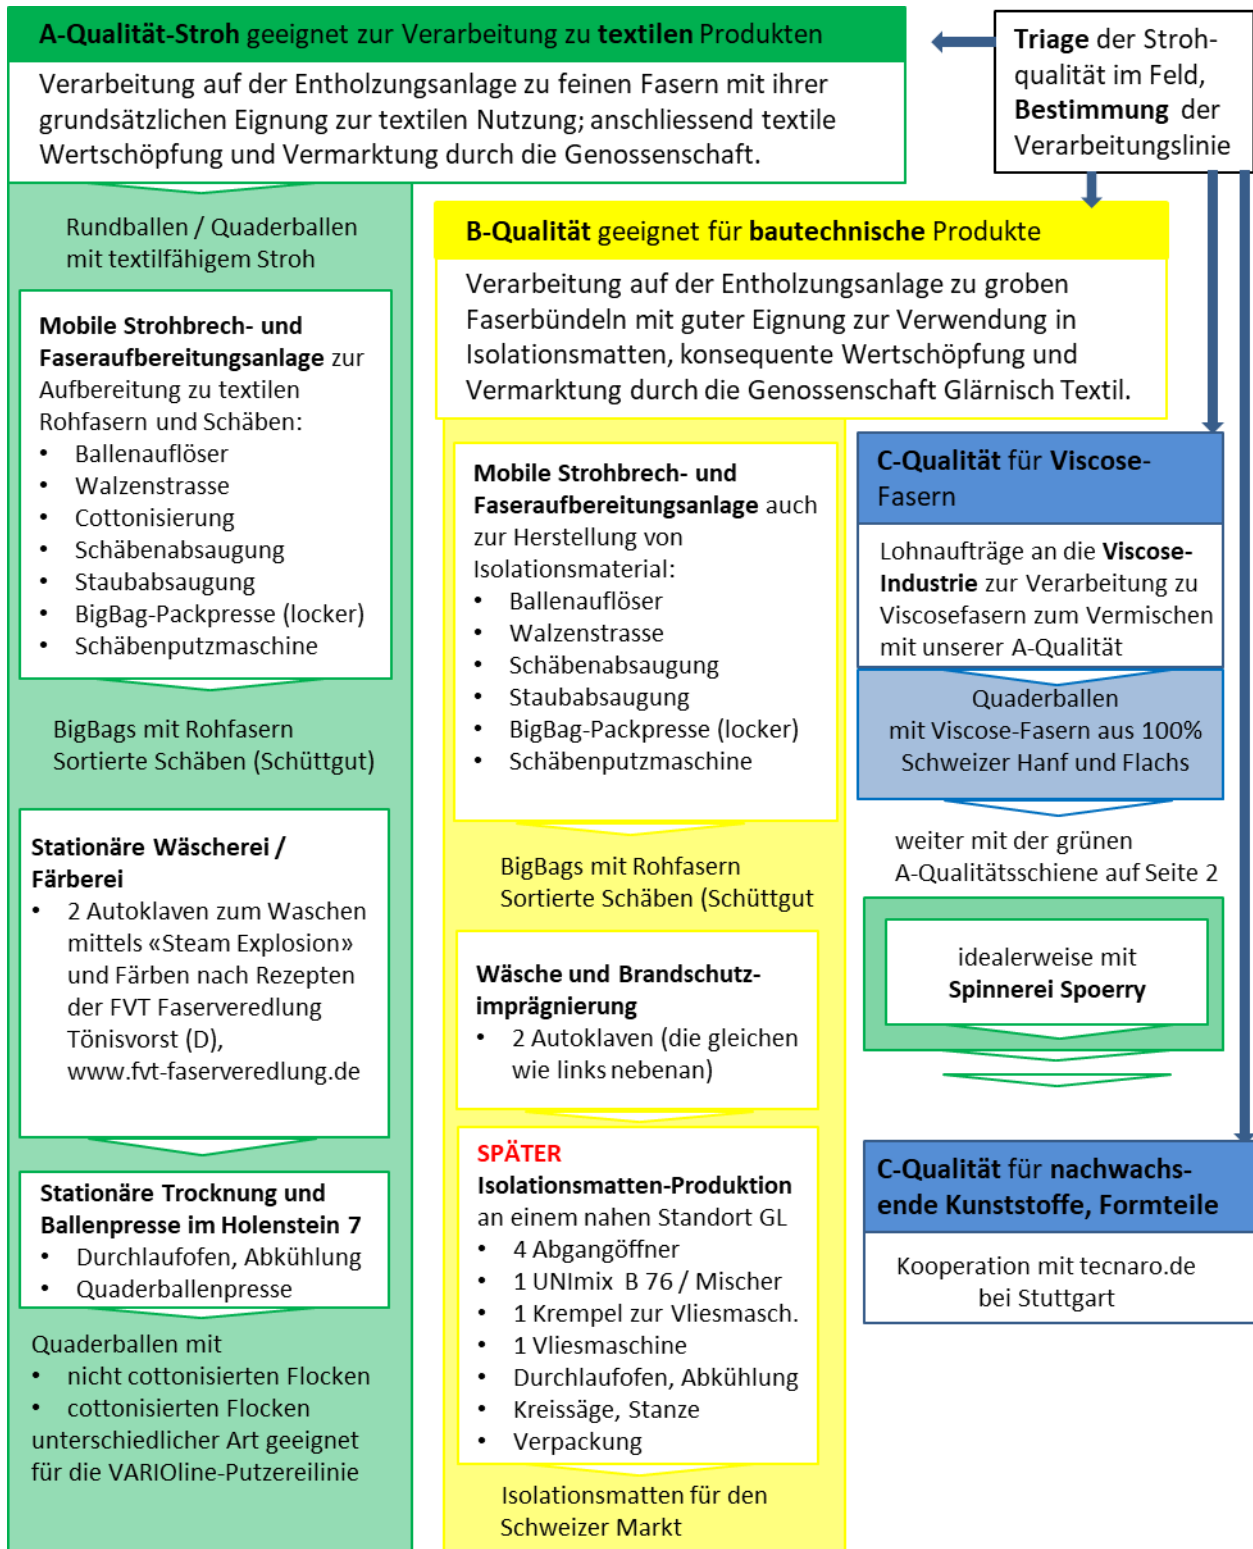 A-Qualität-Stroh geeignet zur Verarbeitung zu textilen Produkten
Verarbeitung auf der Entholzungsanlage zu feinen Fasern mit ihrer
grundsätzlichen Eignung zur textilen Nutzung; anschliessend textile
Wertschöpfung und Vermarktung durch die Genossenschaft.
Triage der Stroh-
qualität im Feld,
Bestimmung der
Verarbeitungslinie
Rundballen / Quaderballen
mit textilfähigem Stroh
Mobile Strohbrech- und
Faseraufbereitungsanlage zur
Aufbereitung zu textilen
Rohfasern und Schäben:
• Ballenauflöser
• Walzenstrasse
• Cottonisierung
• Schäbenabsaugung
• Staubabsaugung
• BigBag-Packpresse (locker)
• Schäbenputzmaschine
BigBags mit Rohfasern
Sortierte Schäben (Schüttgut)
Stationäre Wäscherei /
Färberei
• 2 Autoklaven zum Waschen
mittels «Steam Explosion»
und Färben nach Rezepten
der FVT Faserveredlung
Tönisvorst (D),
www.fvt-faserveredlung.de
Stationäre Trocknung und
Ballenpresse im Holenstein 7
• Durchlaufofen, Abkühlung
• Quaderballenpresse
Quaderballen mit
• nicht cottonisierten Flocken
• cottonisierten Flocken
unterschiedlicher Art geeignet
für die VARIOline-Putzereilinie
B-Qualität geeignet für bautechnische Produkte
Verarbeitung auf der Entholzungsanlage zu groben
Faserbündeln mit guter Eignung zur Verwendung in
Isolationsmatten, konsequente Wertschöpfung und
Vermarktung durch die Genossenschaft Glärnisch Textil.
Mobile Strohbrech- und
Faseraufbereitungsanlage auch
zur Herstellung von
Isolationsmaterial:
• Ballenauflöser
• Walzenstrasse
• Schäbenabsaugung
• Staubabsaugung
• BigBag-Packpresse (locker)
• Schäbenputzmaschine
BigBags mit Rohfasern
Sortierte Schäben (Schüttgut
Wäsche und Brandschutz-
imprägnierung
• 2 Autoklaven (die gleichen
wie links nebenan)
SPÄTER
Isolationsmatten-Produktion
an einem nahen Standort GL
• 4 Abgangöffner
• 1 UNImix B 76 / Mischer
• 1 Krempel zur Vliesmasch.
• 1 Vliesmaschine
• Durchlaufofen, Abkühlung
• Kreissäge, Stanze
• Verpackung
Isolationsmatten für den
Schweizer Markt
C-Qualität für Viscose-
Fasern
Lohnaufträge an die Viscose-
Industrie zur Verarbeitung zu
Viscosefasern zum Vermischen
mit unserer A-Qualität
Quaderballen
mit Viscose-Fasern aus 100%
Schweizer Hanf und Flachs
weiter mit der grünen
A-Qualitätsschiene auf Seite 2
idealerweise mit
Spinnerei Spoerry
C-Qualität für nachwachs-
ende Kunststoffe, Formteile
Kooperation mit tecnaro.de
bei Stuttgart